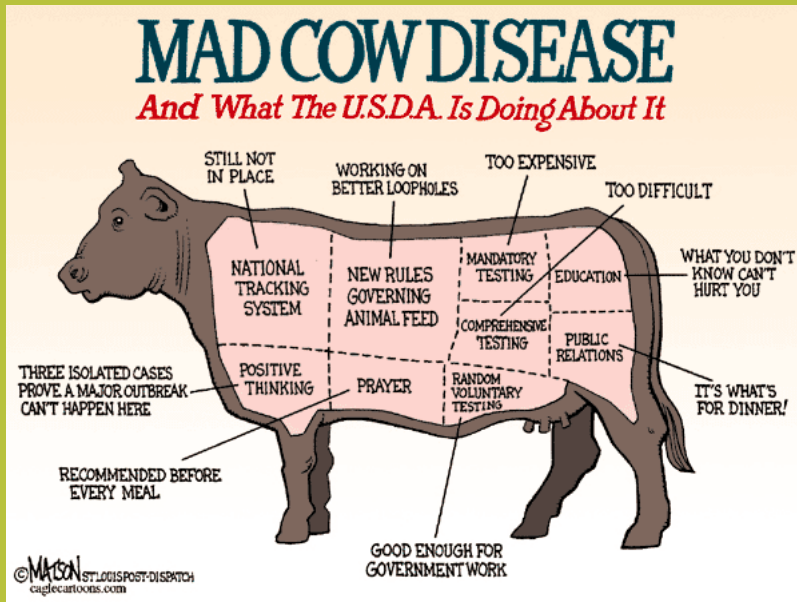 MAD COW DISEASE
And What The U.S.D.A. Is Doing About It
STILL NOT
IN PLACE
WORKING ON
BETTER LOOPHOLES
TOO EXPENSIVE
TOO DIFFICULT
NATIONAL
TRACKING
SYSTEM
NEW RULES
GOVERNING
ANIMAL FEED
MANDATORY
TESTING
EDUCATION
WHAT YOU DON'T
KNOW CAN'T
HURT YOU
COMPREHENSIVE
TESTING
PUBLIC
RELATIONS
THREE ISOLATED CASES
PROVE A MAJOR OUTBREAK
CAN'T HAPPEN HERE
POSITIVE
THINKING
PRAYER
RANDOM
VOLUNTARY
TESTING
IT'S WHAT'S
FOR DINNER!
RECOMMENDED BEFORE
EVERY MEAL
GOOD ENOUGH FOR
GOVERNMENT WORK
© MATSON ST. LOUIS POST-DISPATCH
caglecartoons.com